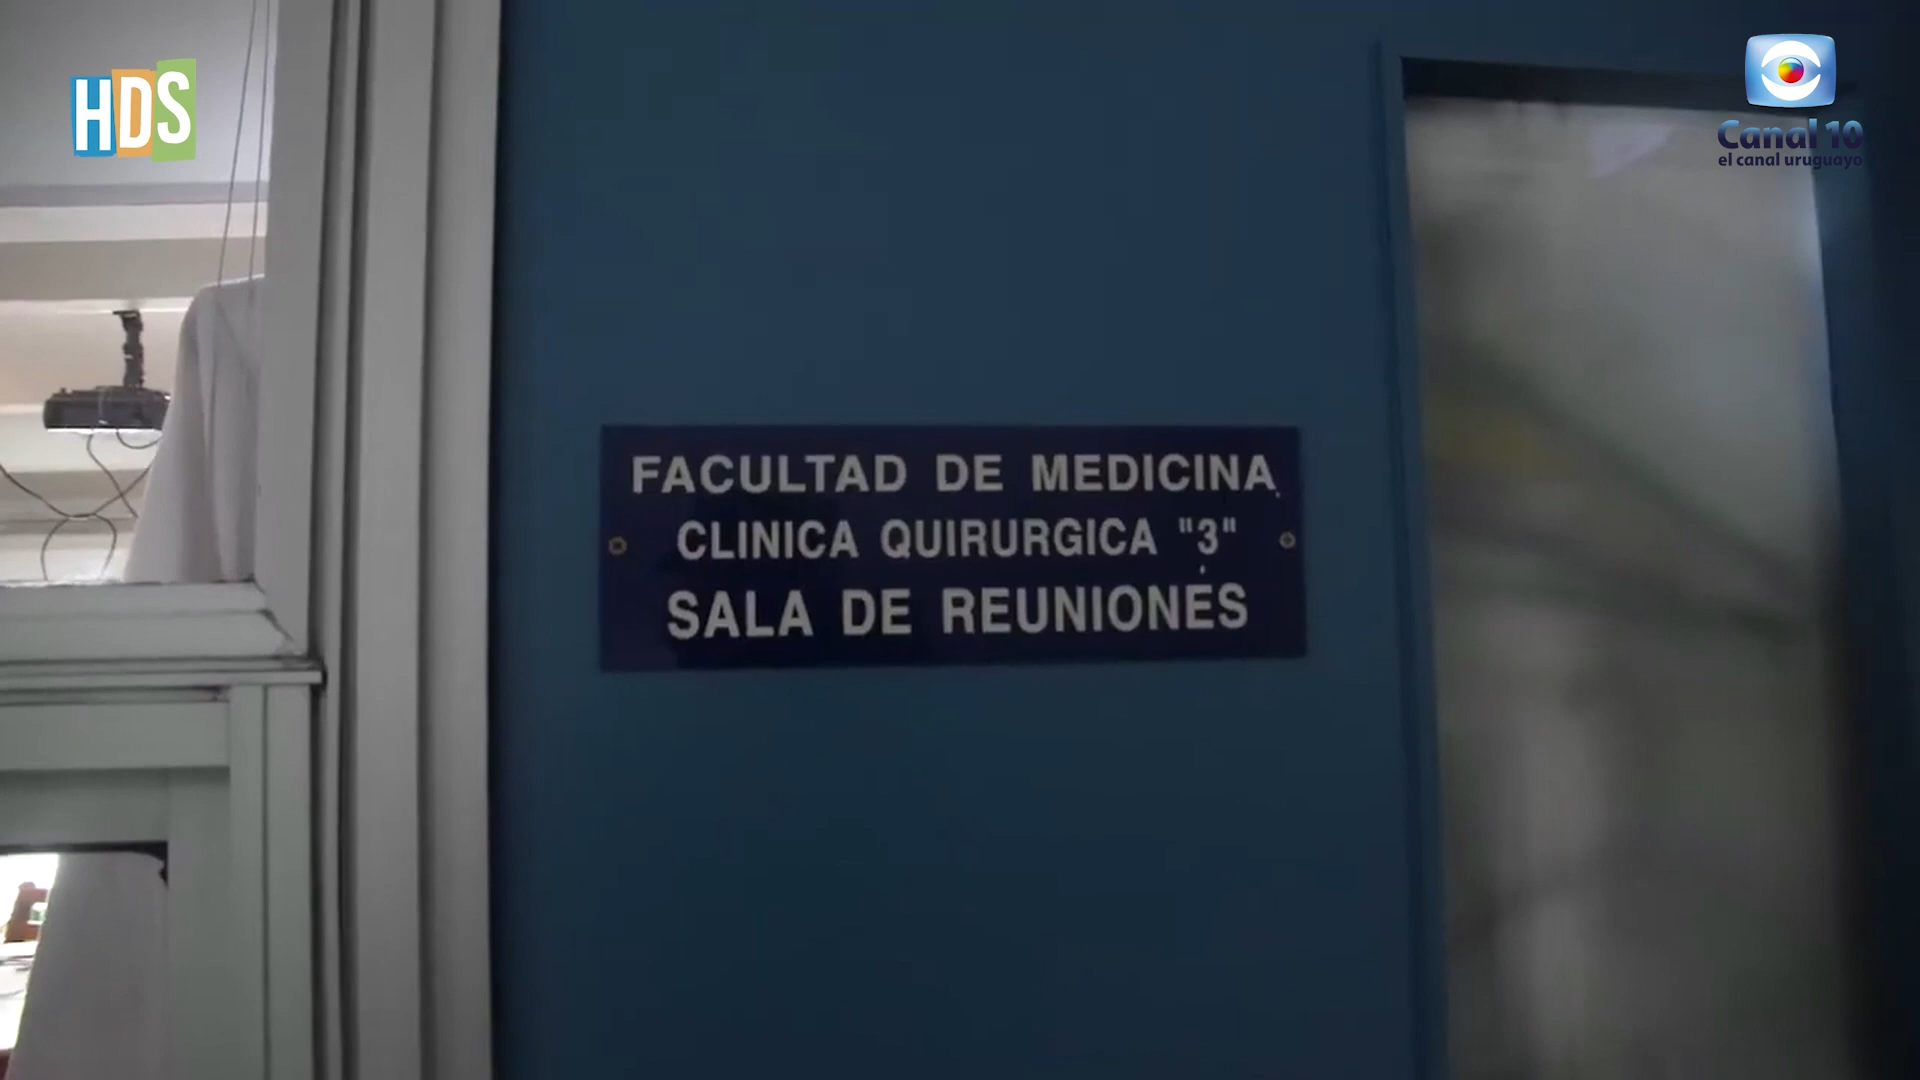 HDS
Canal 10
el canal uruguayo
FACULTAD DE MEDICINA
CLINICA QUIRURGICA "3"
SALA DE REUNIONES